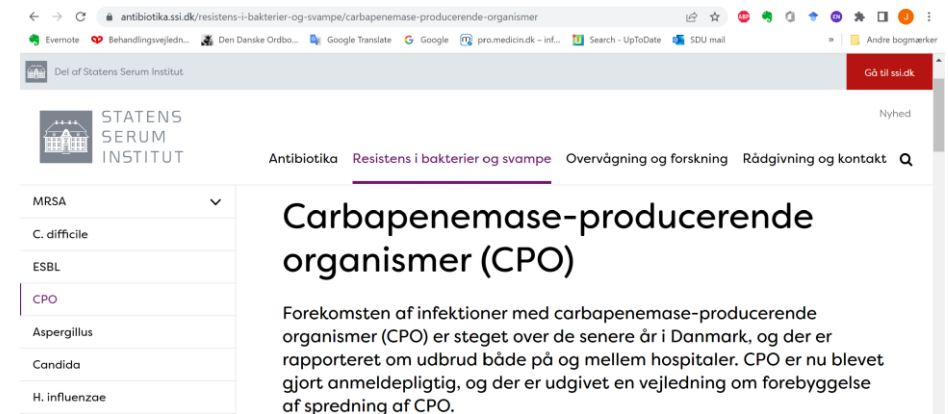 antibiotika.ssi.dk/resistens-i-bakterier-og-svampe/carbapenemase-producerende-organismer
Evernote Behandlingsvejledn... Den Danske Ordbo... Google Translate Google pro.medicin.dk – inf... Search - UpToDate SDU mail » Andre bogmærker
Del af Statens Serum Institut Gå til ssi.dk
STATENS
SERUM
INSTITUT
Nyhed
Antibiotika Resistens i bakterier og svampe Overvågning og forskning Rådgivning og kontakt
MRSA
C. difficile
ESBL
CPO
Aspergillus
Candida
H. influenzae
Carbapenemase-producerende
organismer (CPO)
Forekomsten af infektioner med carbapenemase-producerende
organismer (CPO) er steget over de senere år i Danmark, og der er
rapporteret om udbrud både på og mellem hospitaler. CPO er nu blevet
gjort anmeldepligtig, og der er udgivet en vejledning om forebyggelse
af spredning af CPO.